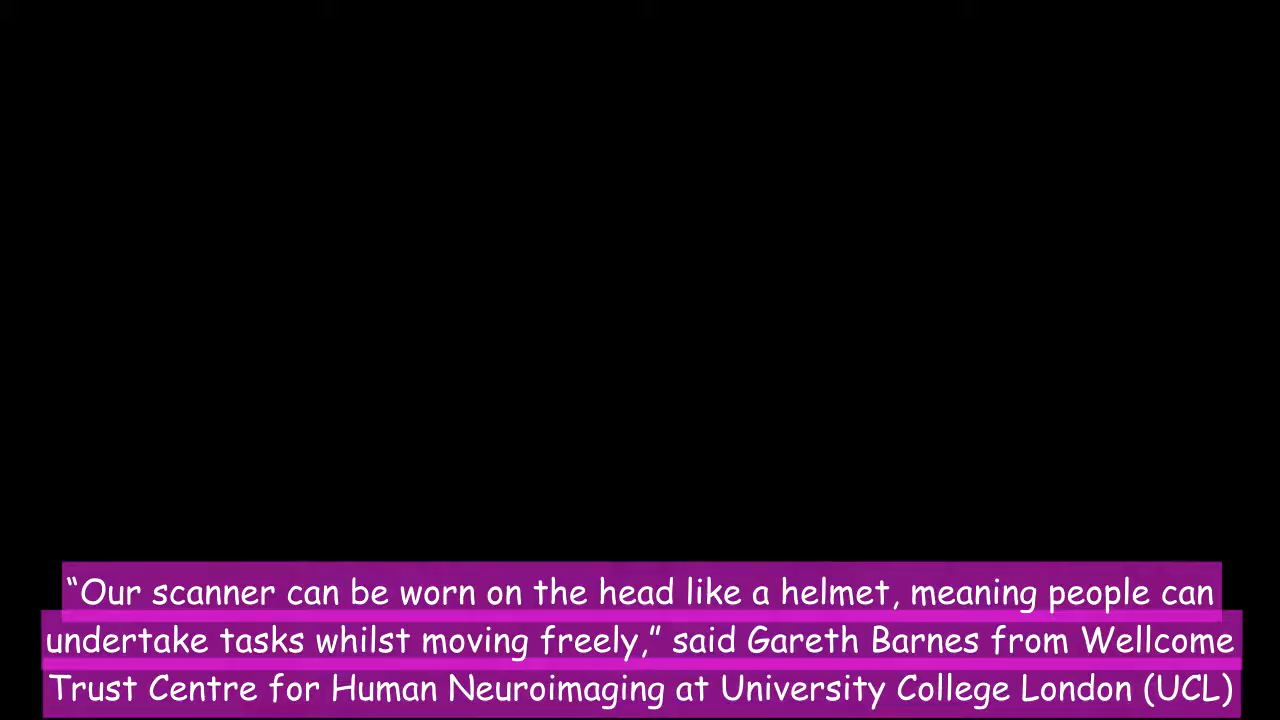 “Our scanner can be worn on the head like a helmet, meaning people can
undertake tasks whilst moving freely,” said Gareth Barnes from Wellcome
Trust Centre for Human Neuroimaging at University College London (UCL)